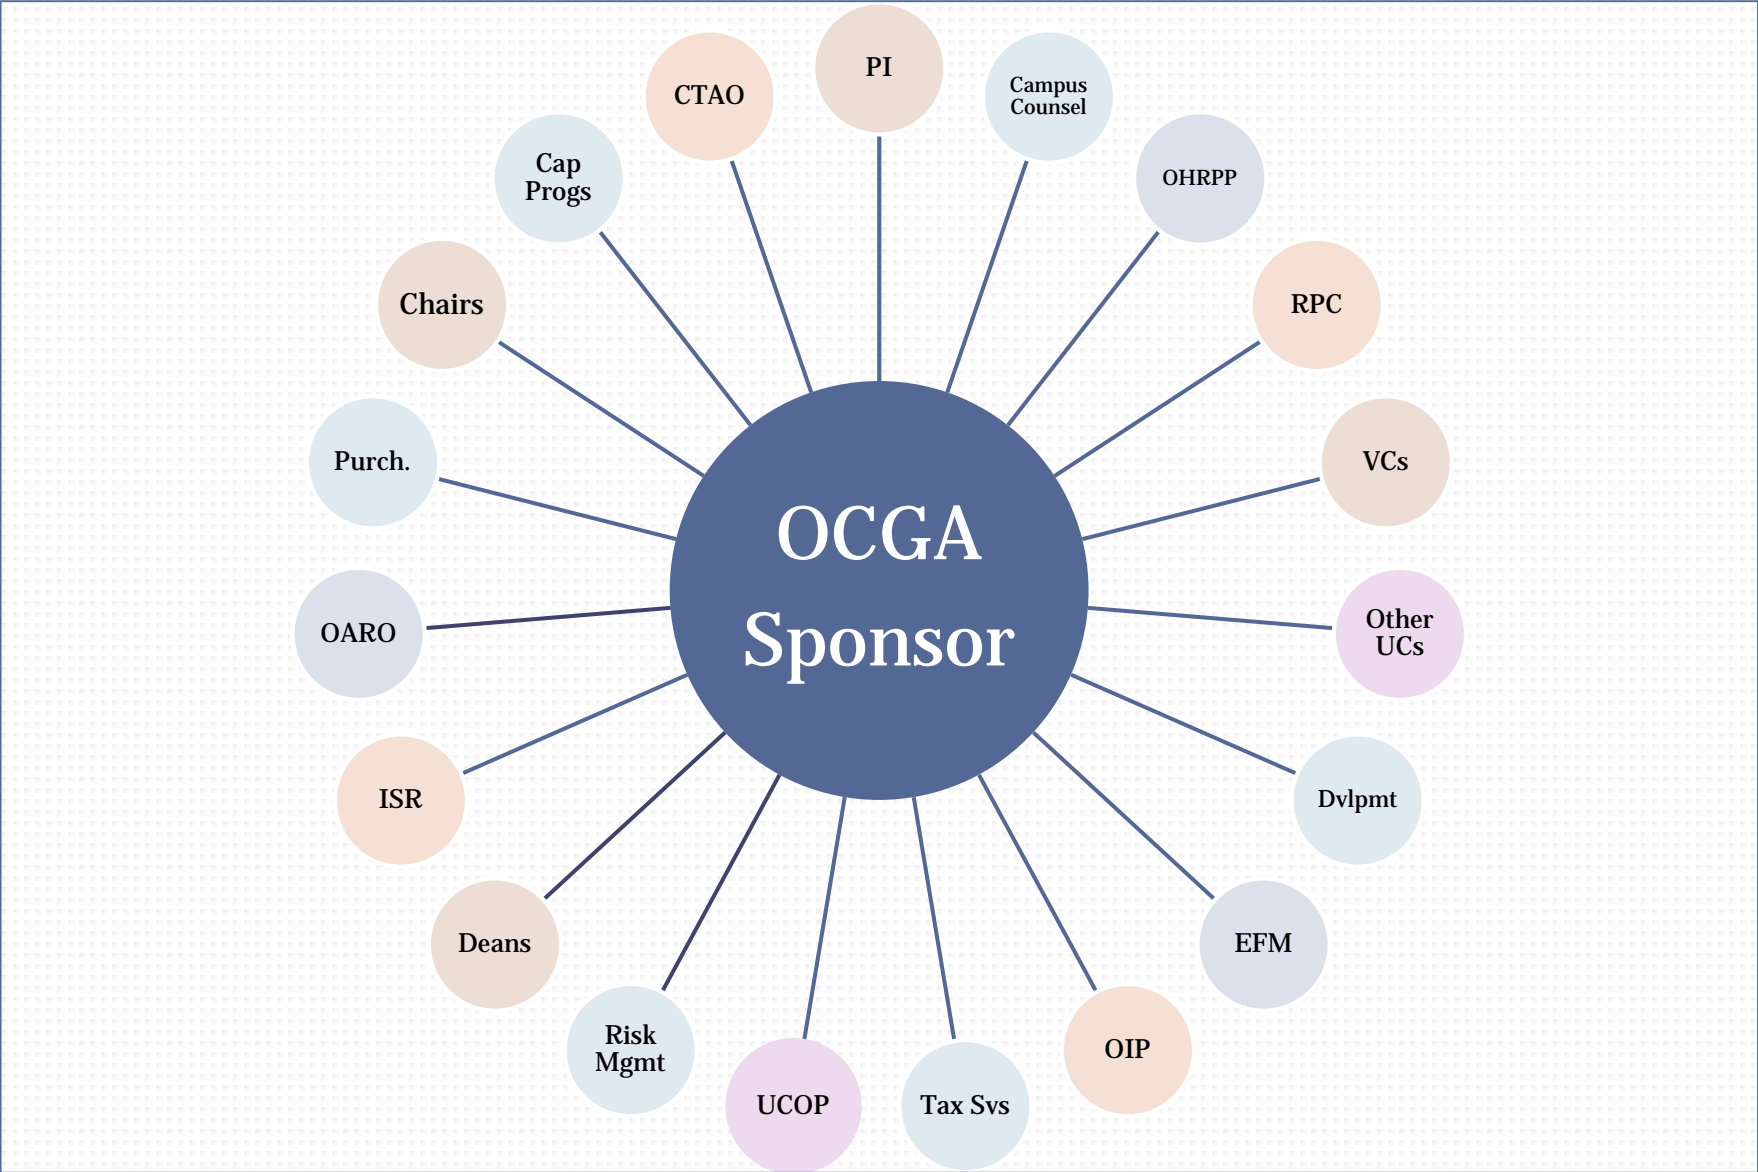 PI
Campus
Counsel
OHRPP
RPC
VCs
Other
UCs
Dvlpmt
EFM
OIP
Tax Svs
UCOP
Risk
Mgmt
Deans
ISR
OARO
Purch.
Chairs
Cap
Progs
CTAO
OCGA
Sponsor